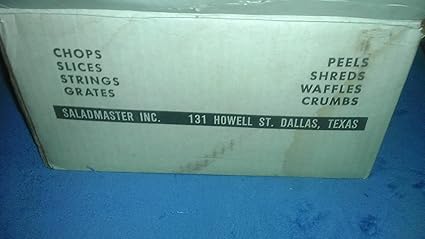 CHOPS
SLICES
STRINGS
GRATES
PEELS
SHREDS
WAFFLES
CRUMBS
SALADMASTER INC. 131 HOWELL ST. DALLAS, TEXAS